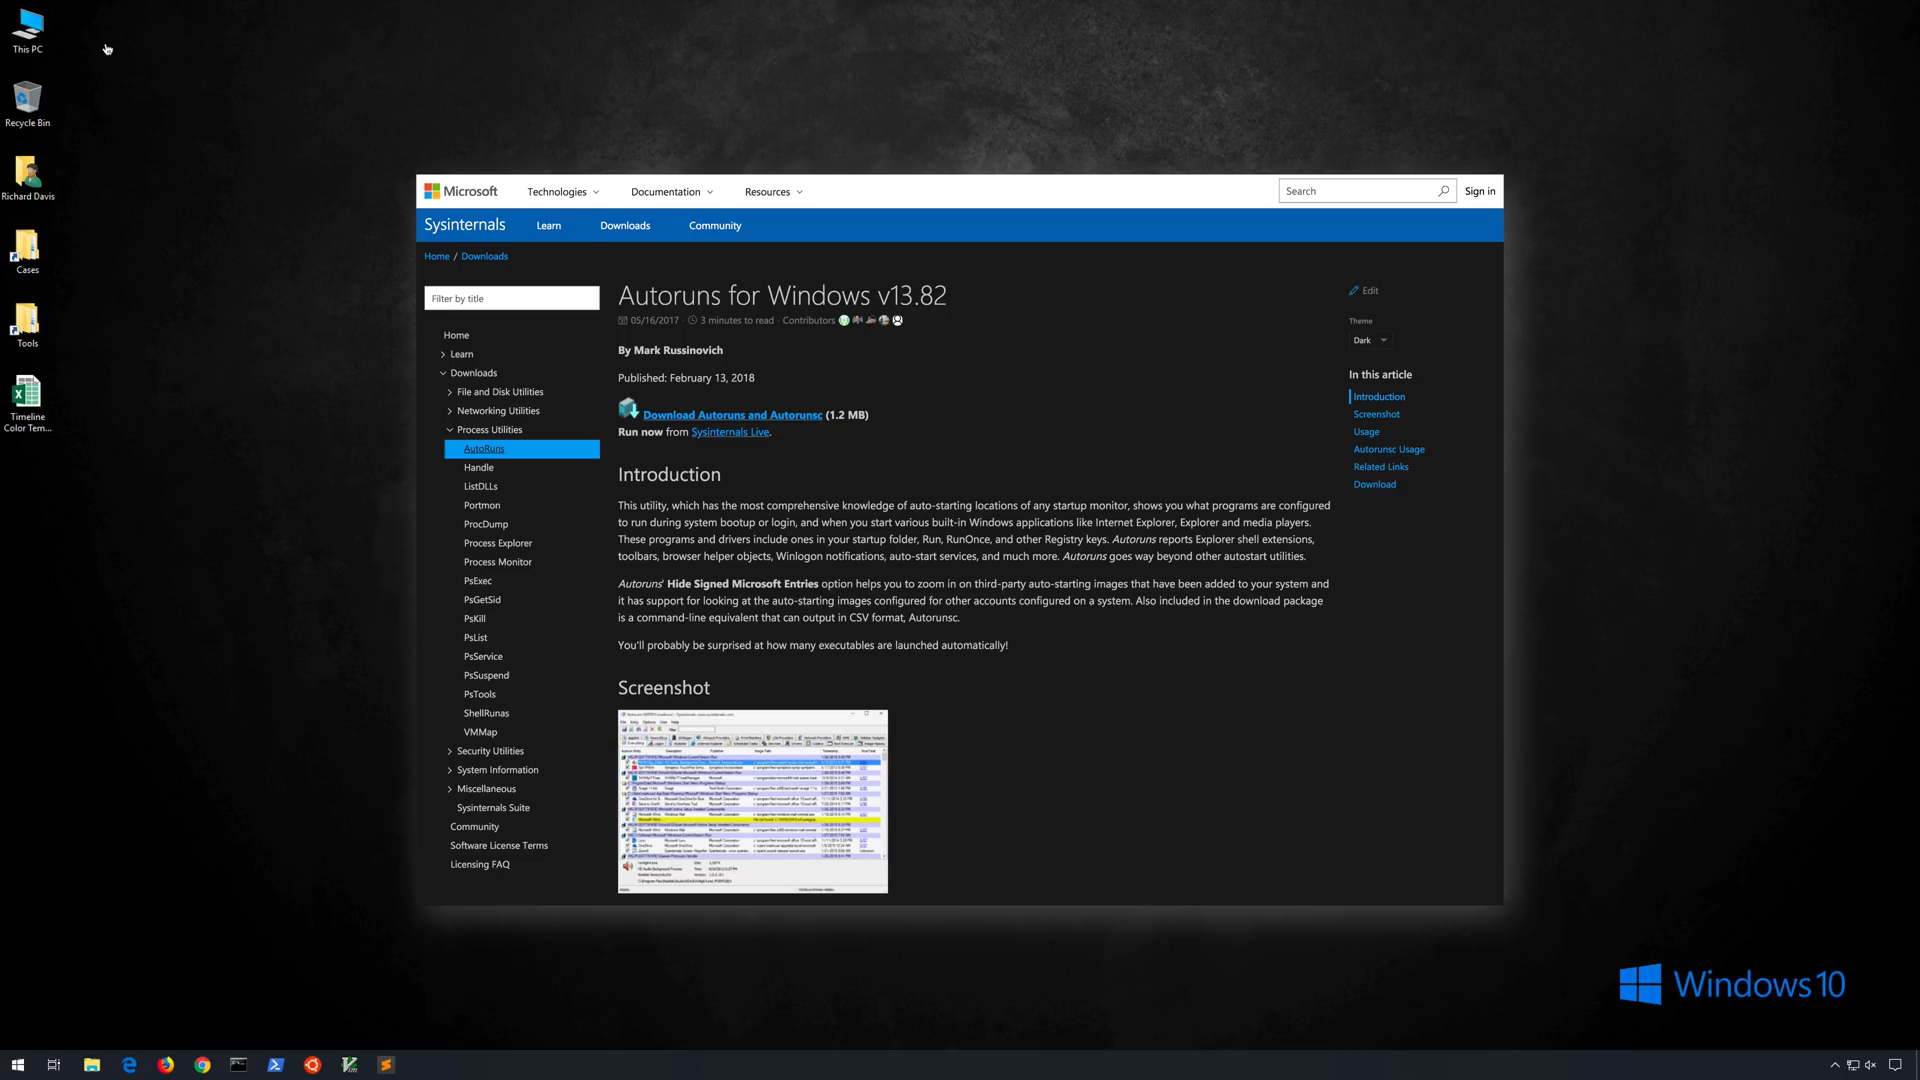 This PC
Recycle Bin
Richard Davis
Cases
Tools
Timeline
Color Tem...
Microsoft
Technologies
Documentation
Resources
Search
Sign in
Sysinternals
Learn
Downloads
Community
Home / Downloads
Filter by title
Home
Learn
Downloads
File and Disk Utilities
Networking Utilities
Process Utilities
AutoRuns
Handle
ListDLLs
Portmon
ProcDump
Process Explorer
Process Monitor
PsExec
PsGetSid
PsKill
PsList
PsService
PsSuspend
PsTools
ShellRunas
VMMap
Security Utilities
System Information
Miscellaneous
Sysinternals Suite
Community
Software License Terms
Licensing FAQ
Autoruns for Windows v13.82
05/16/2017 · 3 minutes to read · Contributors
By Mark Russinovich
Published: February 13, 2018
Download Autoruns and Autorunsc (1.2 MB)
Run now from Sysinternals Live.
Introduction
This utility, which has the most comprehensive knowledge of auto-starting locations of any startup monitor, shows you what programs are configured
to run during system bootup or login, and when you start various built-in Windows applications like Internet Explorer, Explorer and media players.
These programs and drivers include ones in your startup folder, Run, RunOnce, and other Registry keys. Autoruns reports Explorer shell extensions,
toolbars, browser helper objects, Winlogon notifications, auto-start services, and much more. Autoruns goes way beyond other autostart utilities.
Autoruns' Hide Signed Microsoft Entries option helps you to zoom in on third-party auto-starting images that have been added to your system and
it has support for looking at the auto-starting images configured for other accounts configured on a system. Also included in the download package
is a command-line equivalent that can output in CSV format, Autorunsc.
You'll probably be surprised at how many executables are launched automatically!
Screenshot
Edit
Theme
Dark
In this article
Introduction
Screenshot
Usage
Autorunsc Usage
Related Links
Download
Windows 10